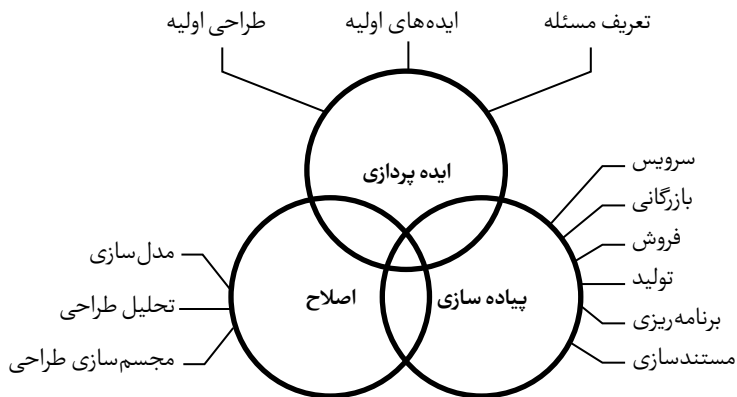 تعریف مسئله
ایده‌های اولیه
طراحی اولیه
ایده پردازی
سرویس
بازرگانی
فروش
تولید
برنامه‌ریزی
مستندسازی
پیاده سازی
اصلاح
مدل‌سازی
تحلیل طراحی
مجسم‌سازی طراحی